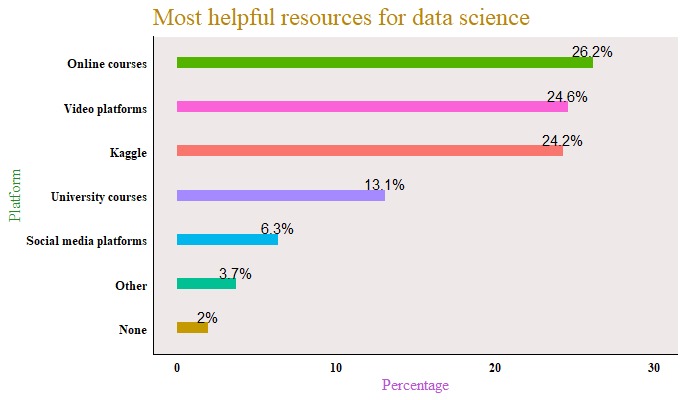 Most helpful resources for data science
Online courses
26.2%
Video platforms
24.6%
Kaggle
24.2%
University courses
13.1%
Social media platforms
6.3%
Other
3.7%
None
2%
Platform
0 10 20 30
Percentage